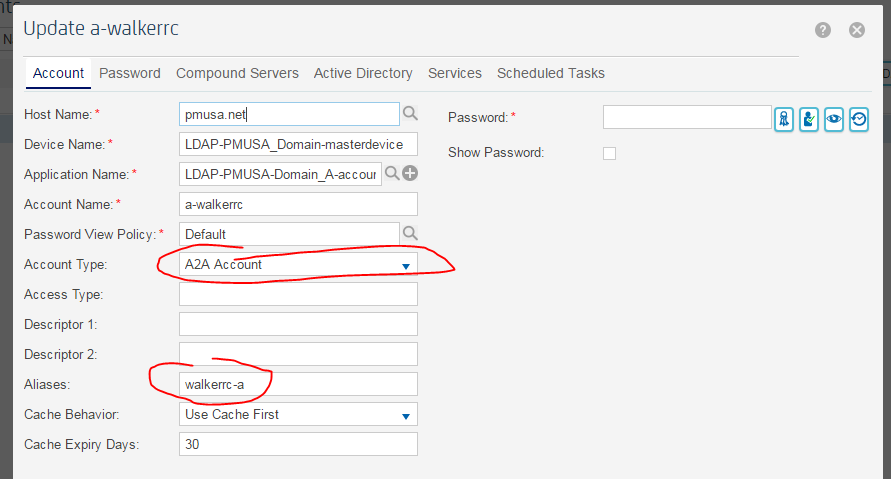 Update a-walkerrc
Account Password Compound Servers Active Directory Services Scheduled Tasks
Host Name: * pmusa.net
Device Name: * LDAP-PMUSA_Domain-masterdevice
Application Name: * LDAP-PMUSA-Domain_A-accour
Account Name: * a-walkerrc
Password View Policy: * Default
Account Type: A2A Account
Access Type:
Descriptor 1:
Descriptor 2:
Aliases: walkerrc-a
Cache Behavior: Use Cache First
Cache Expiry Days: 30
Password: *
Show Password: